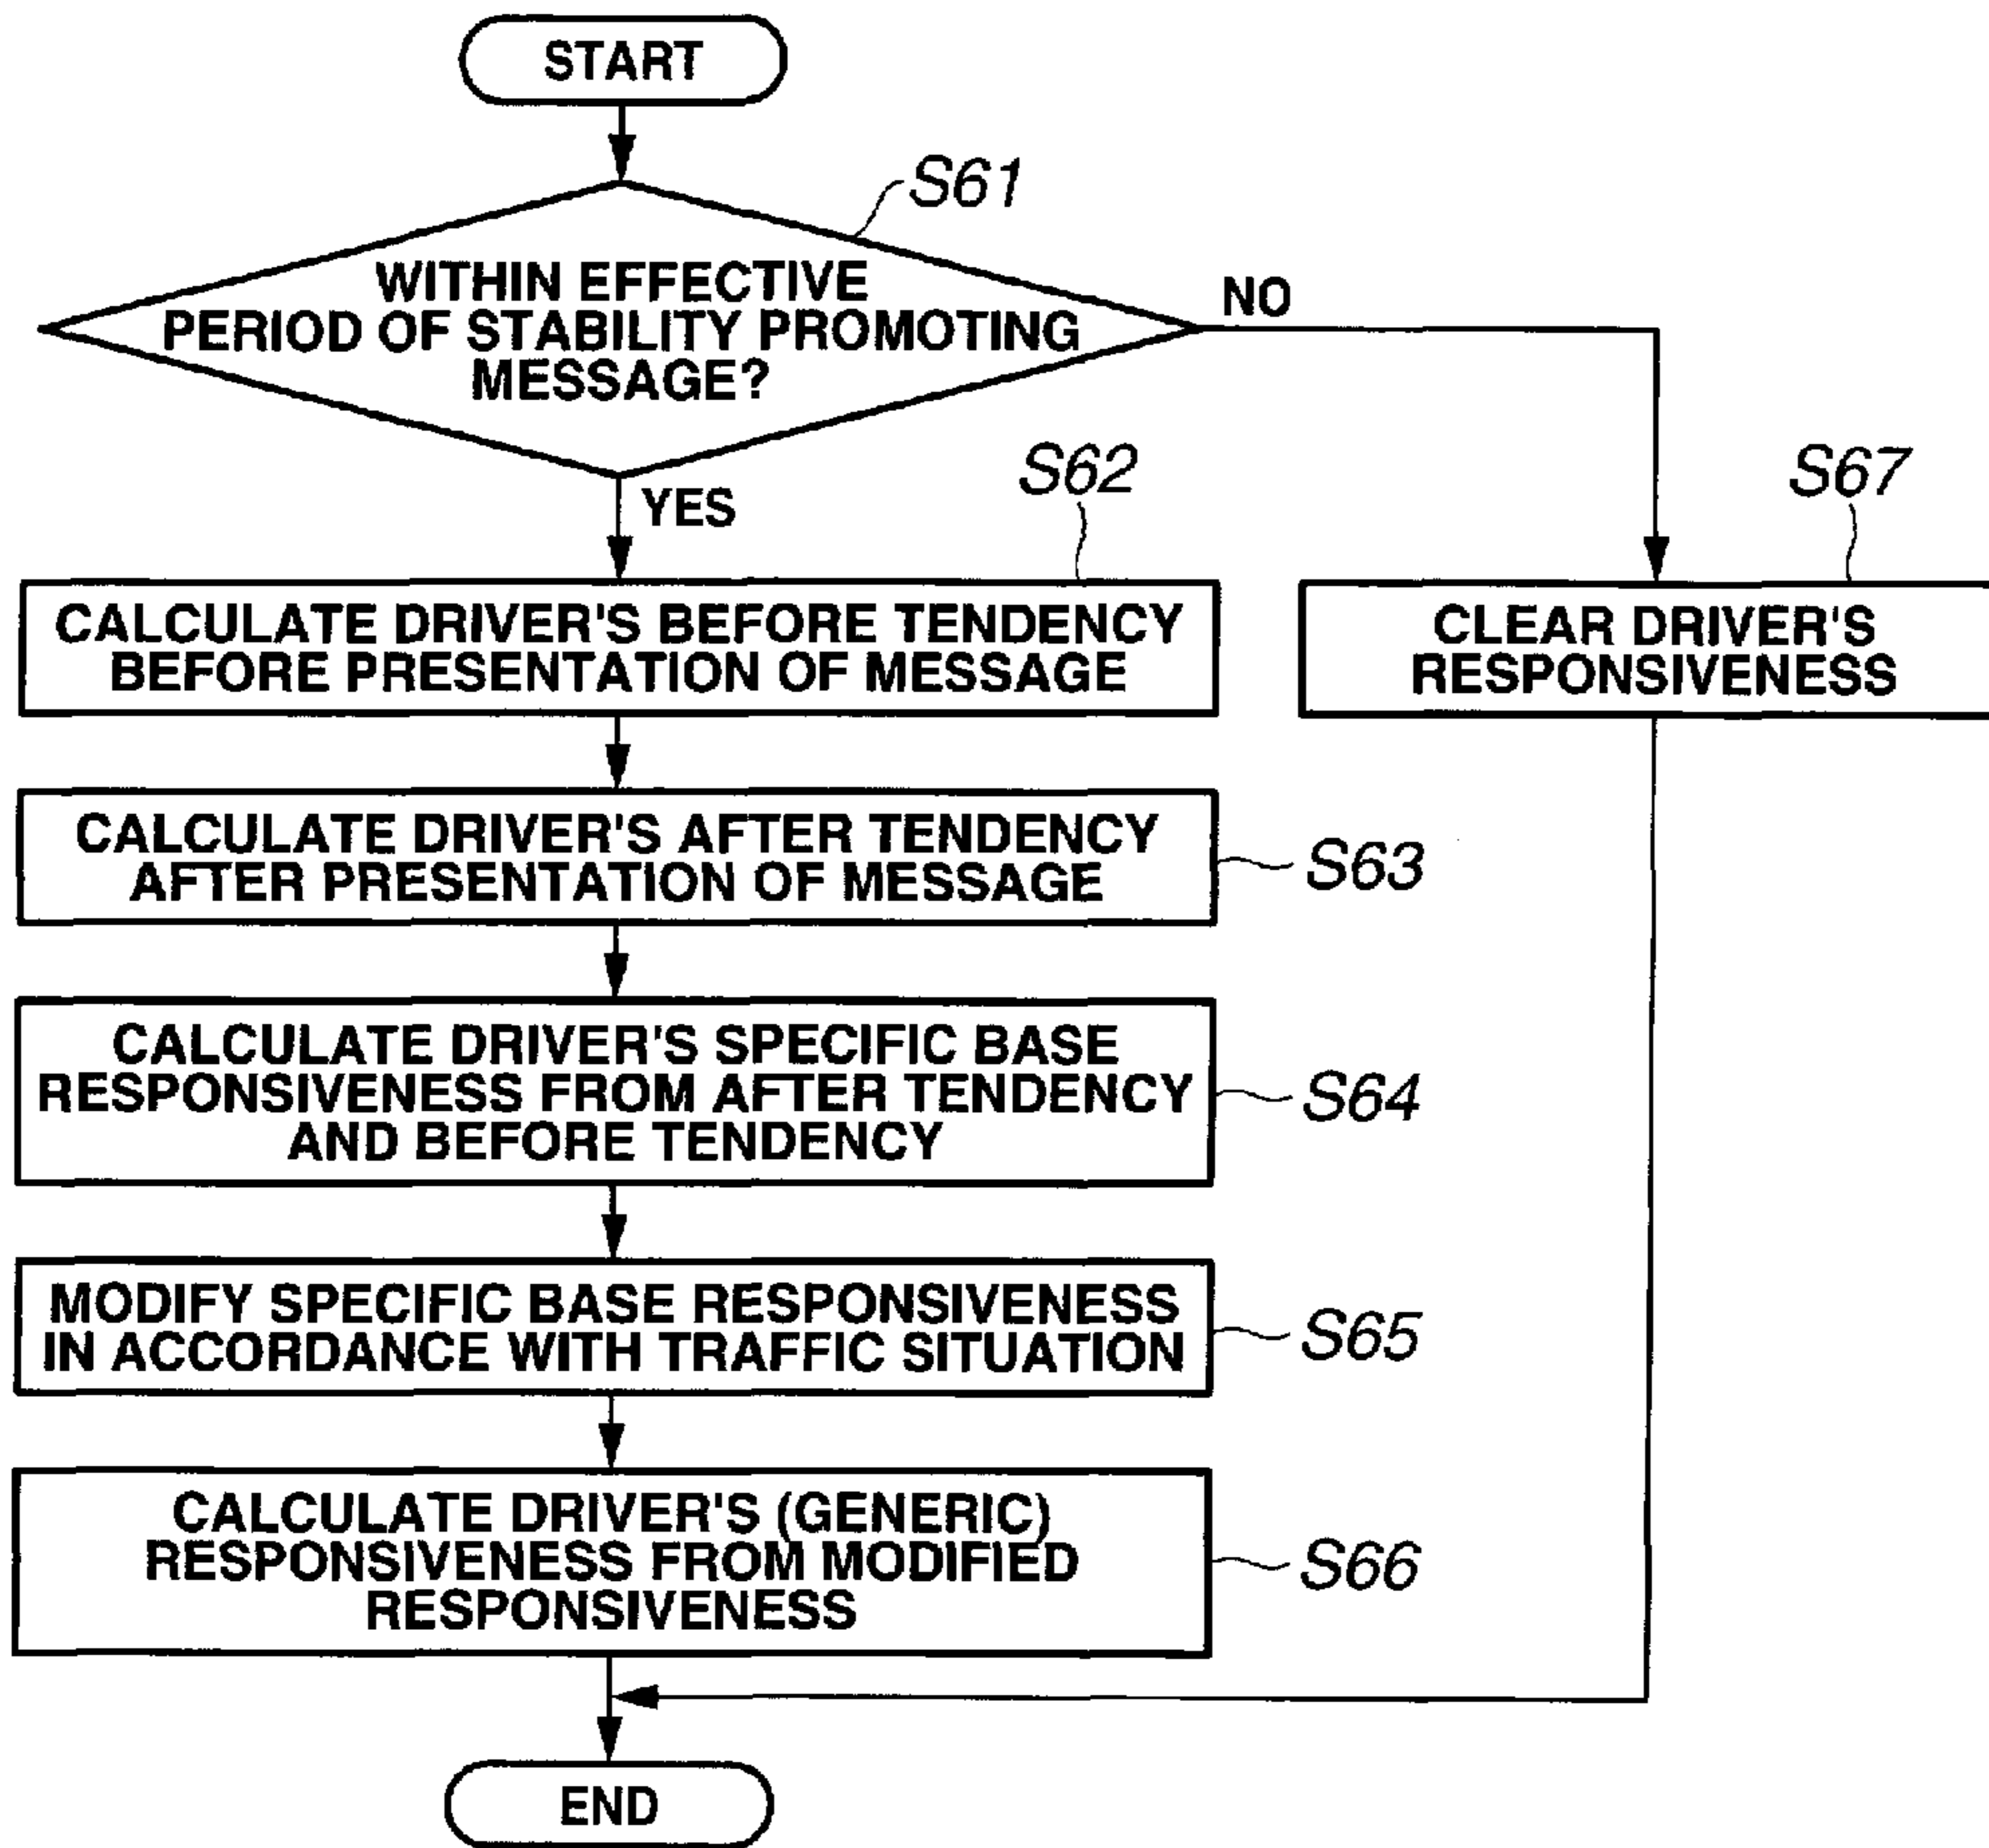 START
S61
WITHIN EFFECTIVE
PERIOD OF STABILITY PROMOTING
MESSAGE?
NO
YES
S62
S67
CALCULATE DRIVER'S BEFORE TENDENCY
BEFORE PRESENTATION OF MESSAGE
CLEAR DRIVER'S
RESPONSIVENESS
CALCULATE DRIVER'S AFTER TENDENCY
AFTER PRESENTATION OF MESSAGE
S63
CALCULATE DRIVER'S SPECIFIC BASE
RESPONSIVENESS FROM AFTER TENDENCY
AND BEFORE TENDENCY
S64
MODIFY SPECIFIC BASE RESPONSIVENESS
IN ACCORDANCE WITH TRAFFIC SITUATION
S65
CALCULATE DRIVER'S (GENERIC)
RESPONSIVENESS FROM MODIFIED
RESPONSIVENESS
S66
END